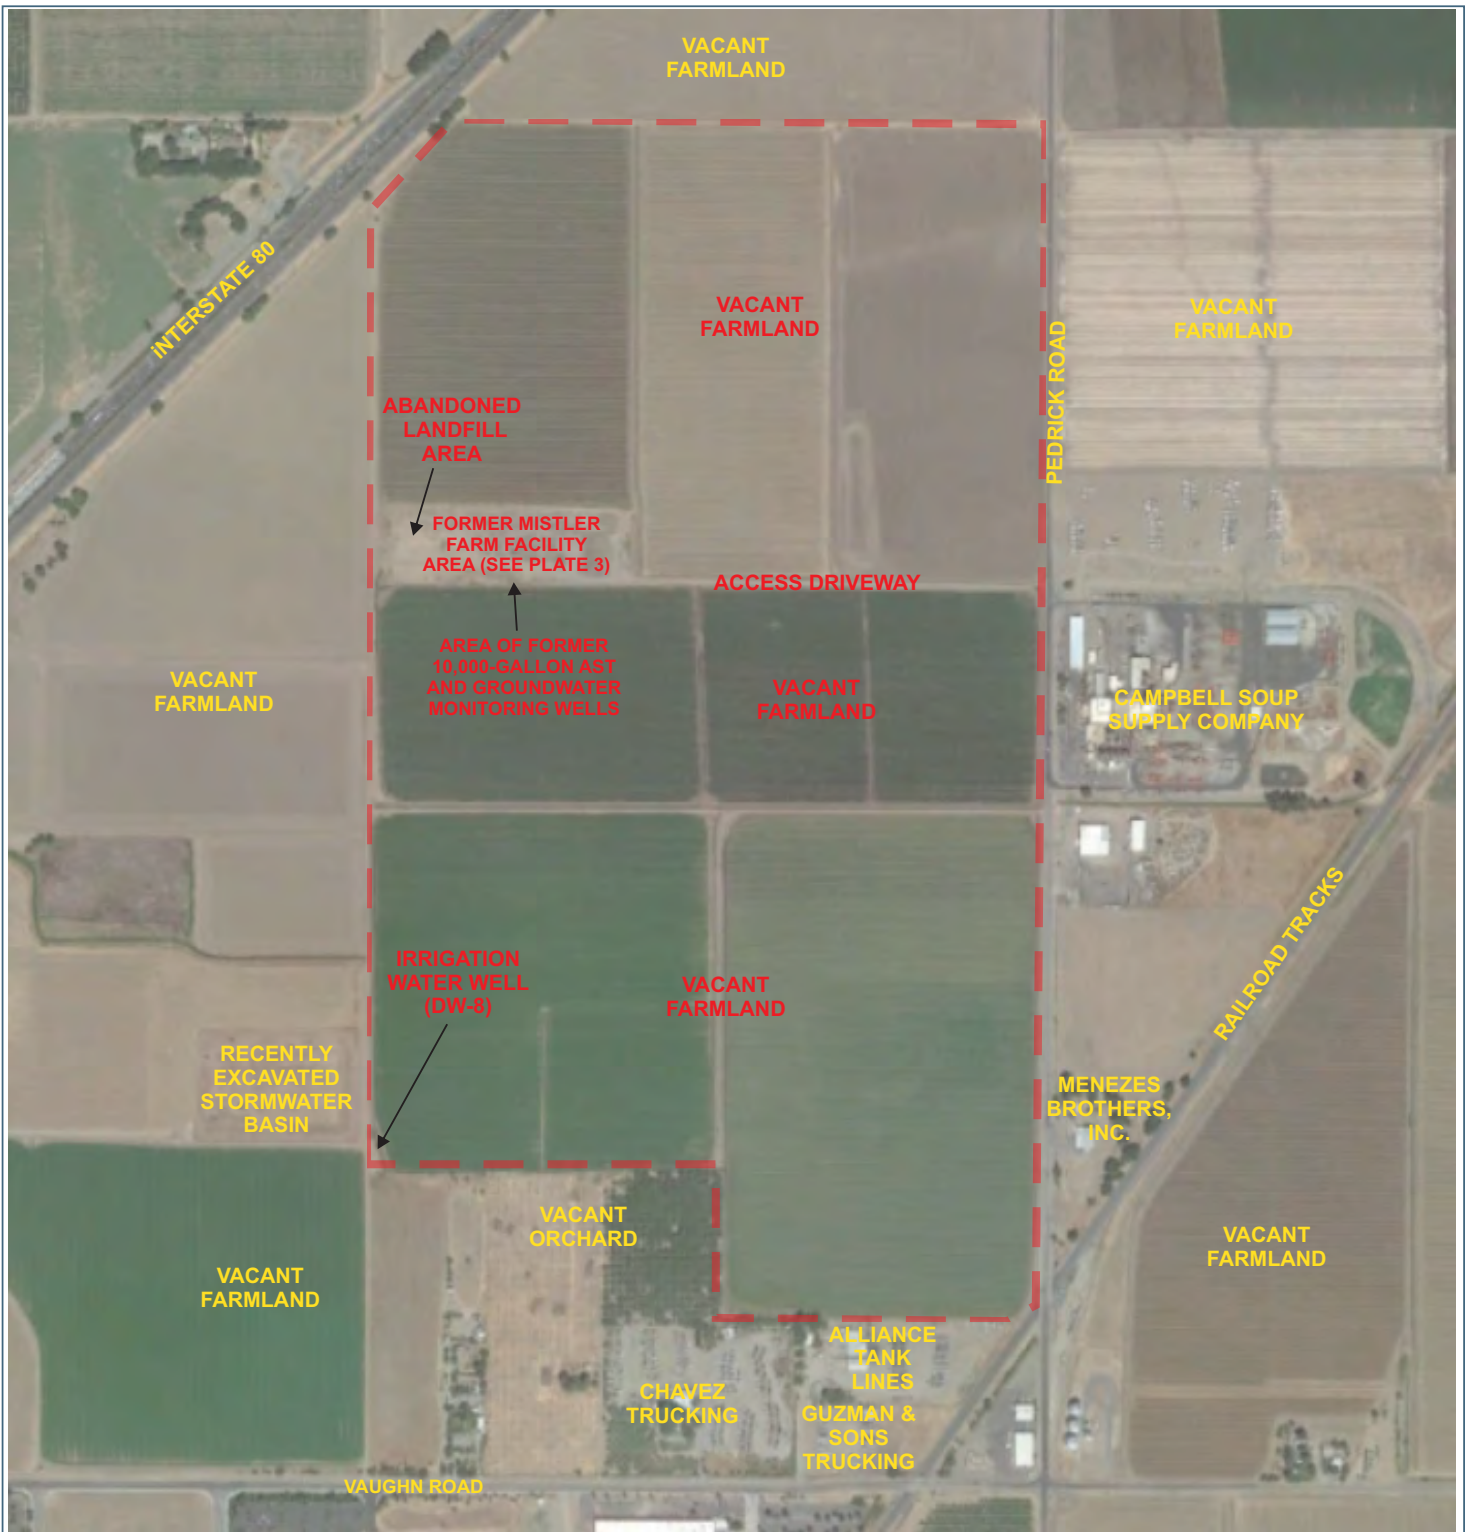 VACANT
FARMLAND
iNTERSTATE 80
VACANT
FARMLAND
VACANT
FARMLAND
PEDRICK ROAD
ABANDONED
LANDFILL
AREA
FORMER MISTLER
FARM FACILITY
AREA (SEE PLATE 3)
ACCESS DRIVEWAY
AREA OF FORMER
10,000-GALLON AST
AND GROUNDWATER
MONITORING WELLS
VACANT
FARMLAND
VACANT
FARMLAND
CAMPBELL SOUP
SUPPLY COMPANY
RAILROAD TRACKS
IRRIGATION
WATER WELL
(DW-8)
VACANT
FARMLAND
RECENTLY
EXCAVATED
STORMWATER
BASIN
MENEZES
BROTHERS,
INC.
VACANT
ORCHARD
VACANT
FARMLAND
VACANT
FARMLAND
ALLIANCE
TANK
LINES
CHAVEZ
TRUCKING
GUZMAN &
SONS
TRUCKING
VAUGHN ROAD